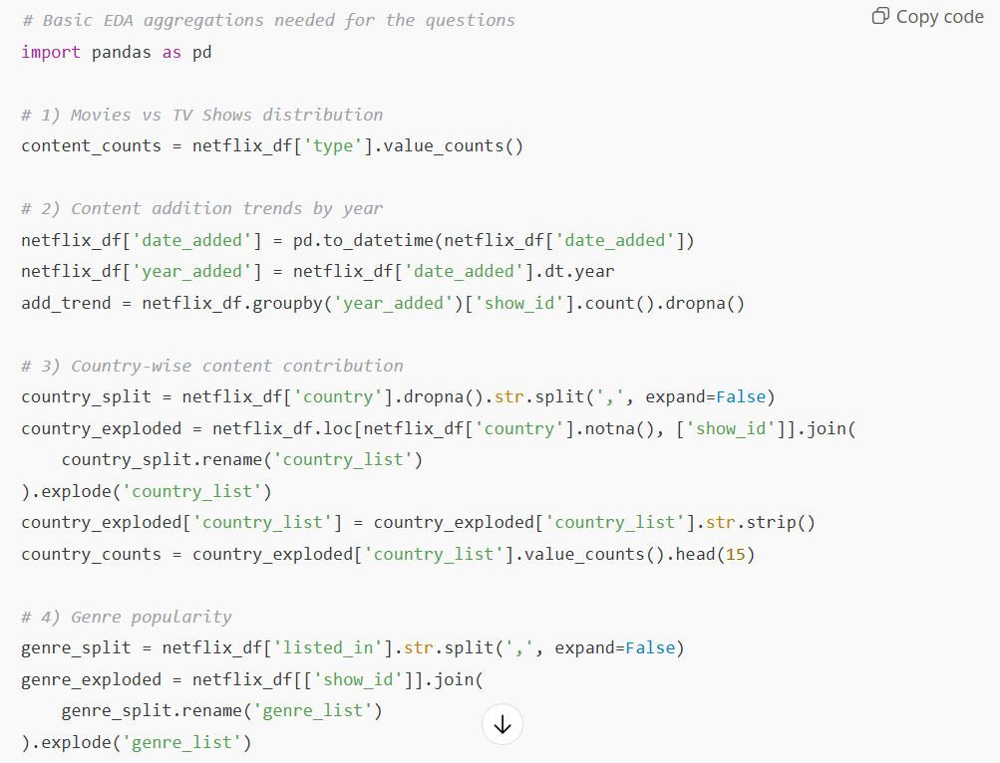 # Basic EDA aggregations needed for the questions
Copy code
import pandas as pd
# 1) Movies vs TV Shows distribution
content_counts = netflix_df['type'].value_counts()
# 2) Content addition trends by year
netflix_df['date_added'] = pd.to_datetime(netflix_df['date_added'])
netflix_df['year_added'] = netflix_df['date_added'].dt.year
add_trend = netflix_df.groupby('year_added')['show_id'].count().dropna()
# 3) Country-wise content contribution
country_split = netflix_df['country'].dropna().str.split(',', expand=False)
country_exploded = netflix_df.loc[netflix_df['country'].notna(), ['show_id']].join(
    country_split.rename('country_list')
).explode('country_list')
country_exploded['country_list'] = country_exploded['country_list'].str.strip()
country_counts = country_exploded['country_list'].value_counts().head(15)
# 4) Genre popularity
genre_split = netflix_df['listed_in'].str.split(',', expand=False)
genre_exploded = netflix_df[['show_id']].join(
    genre_split.rename('genre_list')
).explode('genre_list')